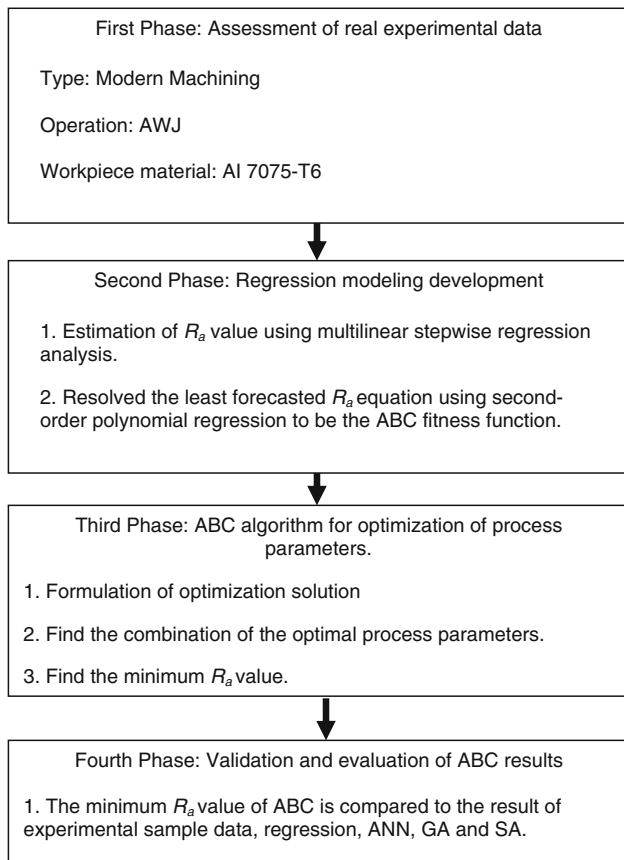 First Phase: Assessment of real experimental data
Type: Modern Machining
Operation: AWJ
Workpiece material: AI 7075-T6
Second Phase: Regression modeling development
1. Estimation of Ra value using multilinear stepwise regression
analysis.
2. Resolved the least forecasted Ra equation using second-
order polynomial regression to be the ABC fitness function.
Third Phase: ABC algorithm for optimization of process
parameters.
1. Formulation of optimization solution
2. Find the combination of the optimal process parameters.
3. Find the minimum Ra value.
Fourth Phase: Validation and evaluation of ABC results
1. The minimum Ra value of ABC is compared to the result of
experimental sample data, regression, ANN, GA and SA.